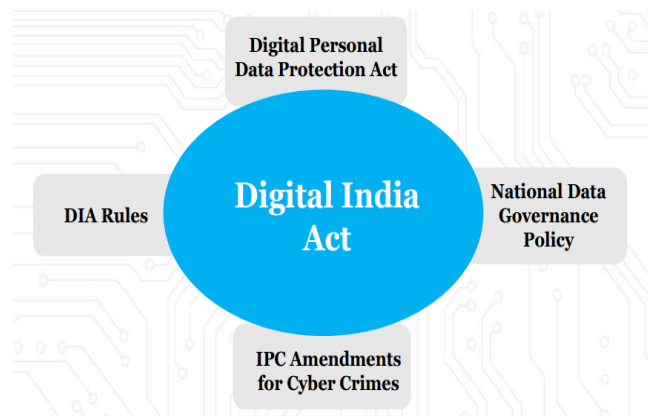 Digital Personal
Data Protection Act
DIA Rules
Digital India
Act
National Data
Governance
Policy
IPC Amendments
for Cyber Crimes